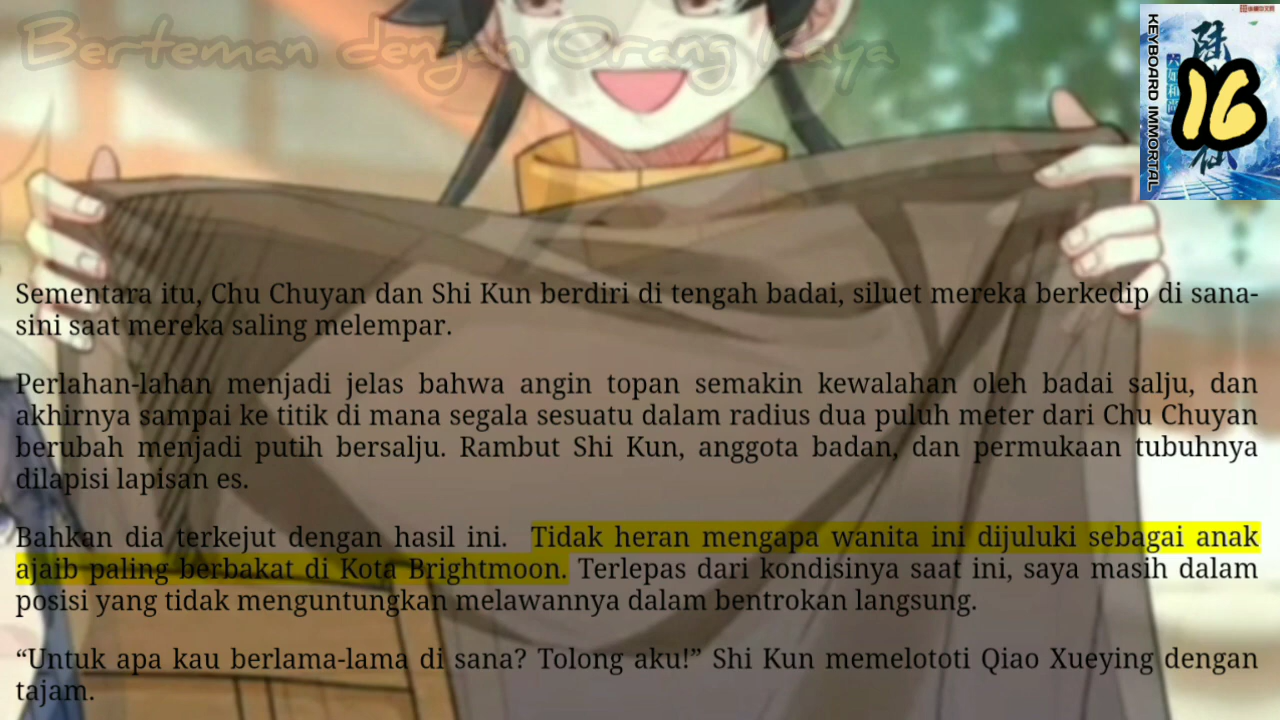 Berteman dengan Orang Kaya
KEYBOARD IMMORTAL
16
Sementara itu, Chu Chuyan dan Shi Kun berdiri di tengah badai, siluet mereka berkedip di sana-
sini saat mereka saling melempar.
Perlahan-lahan menjadi jelas bahwa angin topan semakin kewalahan oleh badai salju, dan
akhirnya sampai ke titik di mana segala sesuatu dalam radius dua puluh meter dari Chu Chuyan
berubah menjadi putih bersalju. Rambut Shi Kun, anggota badan, dan permukaan tubuhnya
dilapisi lapisan es.
Bahkan dia terkejut dengan hasil ini. Tidak heran mengapa wanita ini dijuluki sebagai anak
ajaib paling berbakat di Kota Brightmoon. Terlepas dari kondisinya saat ini, saya masih dalam
posisi yang tidak menguntungkan melawannya dalam bentrokan langsung.
“Untuk apa kau berlama-lama di sana? Tolong aku!” Shi Kun memelototi Qiao Xueying dengan
tajam.